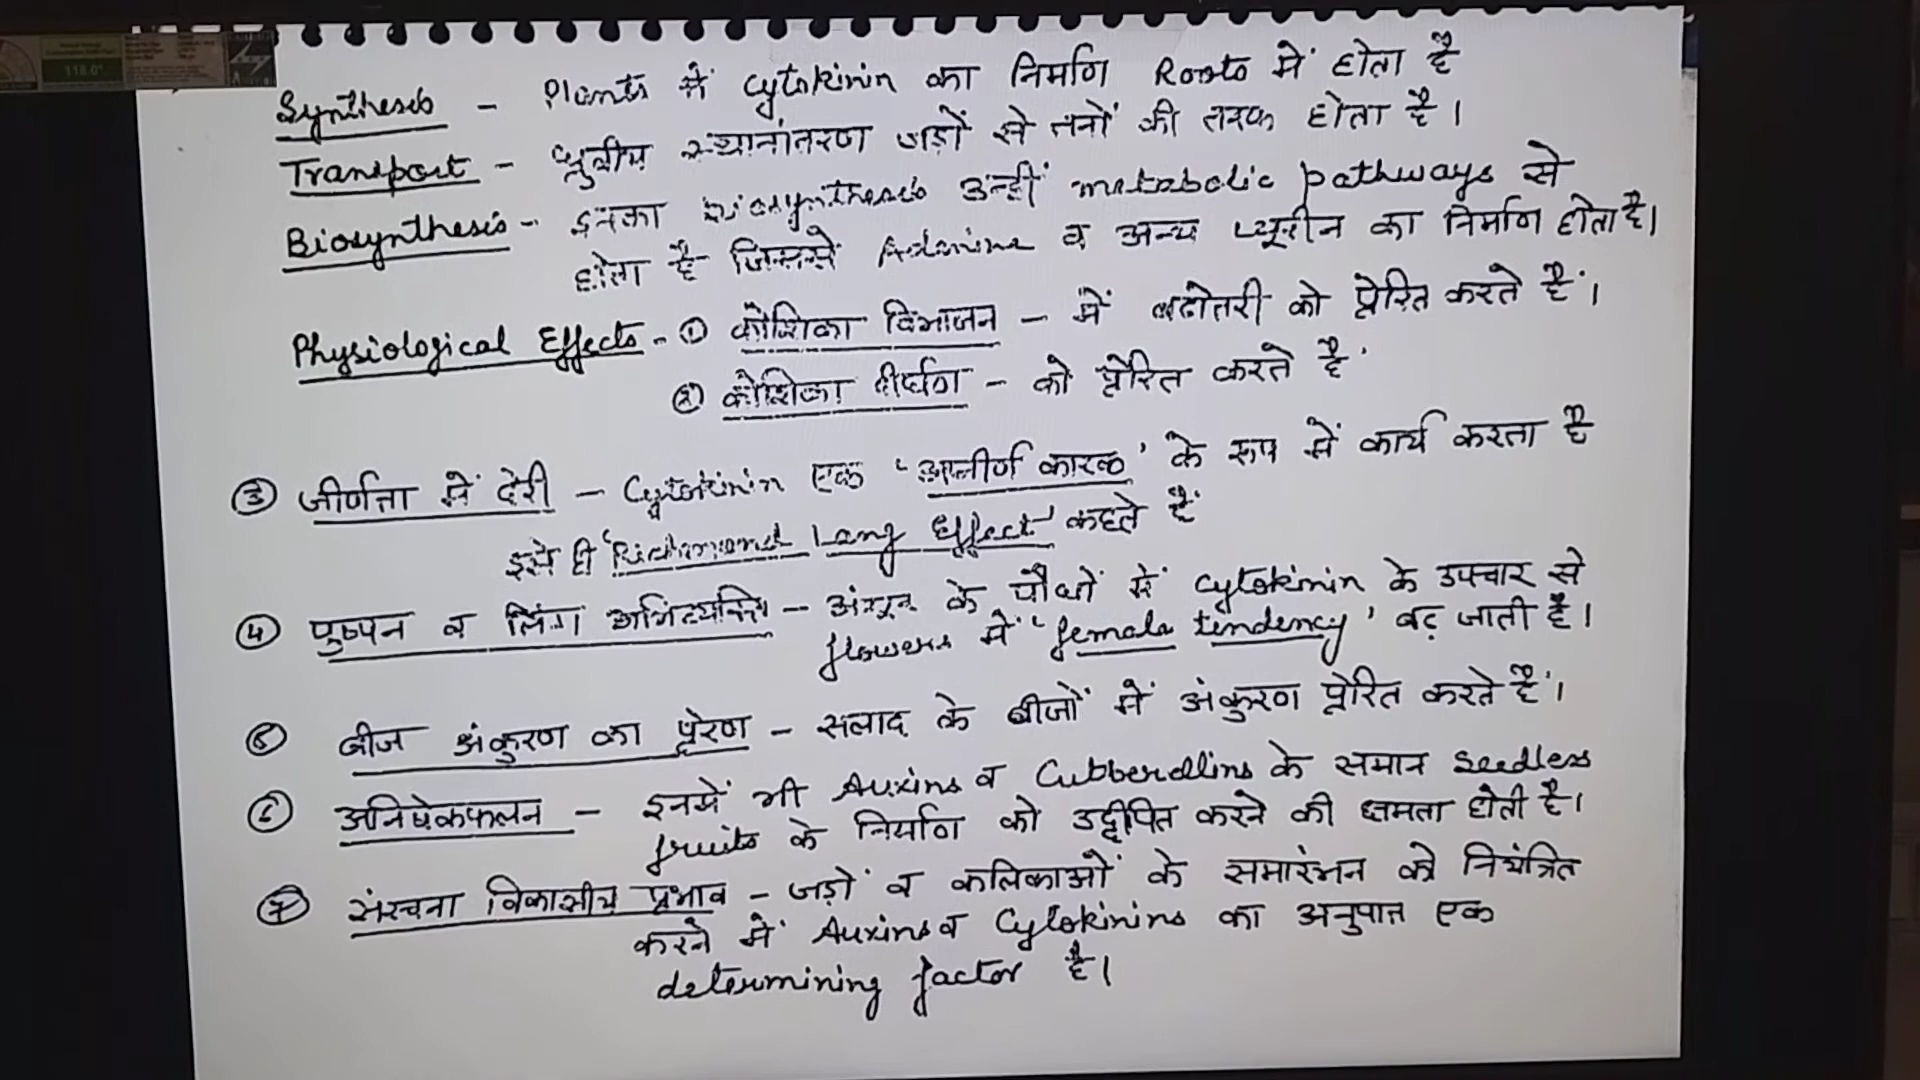 118.0°
Synthesis - Plants में Cytokinin का निर्माण Roots में होता है
Transport - ध्रुवीय स्थानांतरण जड़ों से तनों की तरफ होता है।
Biosynthesis - इनका Biosynthesis उन्हीं metabolic pathways से
होता है जिससे Adenine व अन्य प्यूरीन का निर्माण होता है।
Physiological Effects - ① कोशिका विभाजन - में बढोत्तरी को प्रेरित करते हैं।
② कोशिका दीर्घण - को प्रेरित करते हैं
③ जीर्णता में देरी - Cytokinin एक 'अजीर्ण कारक' के रूप में कार्य करता है
इसे ही 'Richmond Lang Effect' कहते हैं
④ पुष्पन व लिंग अभिव्यक्ति - अंगूर के पौधों में Cytokinin के उपचार से
flowers में 'female tendency' बढ़ जाती है।
⑤ बीज अंकुरण का प्रेरण - सलाद के बीजों में अंकुरण प्रेरित करते हैं।
⑥ अनिषेकफलन - इनमें भी Auxins व Gibberellins के समान Seedless
fruits के निर्माण को उद्दीपित करने की क्षमता होती है।
⑦ संरचना विकासीय प्रभाव - जड़ों व कलिकाओं के समारंभन को नियंत्रित
करने में Auxins व Cytokinins का अनुपात एक
determining factor है।